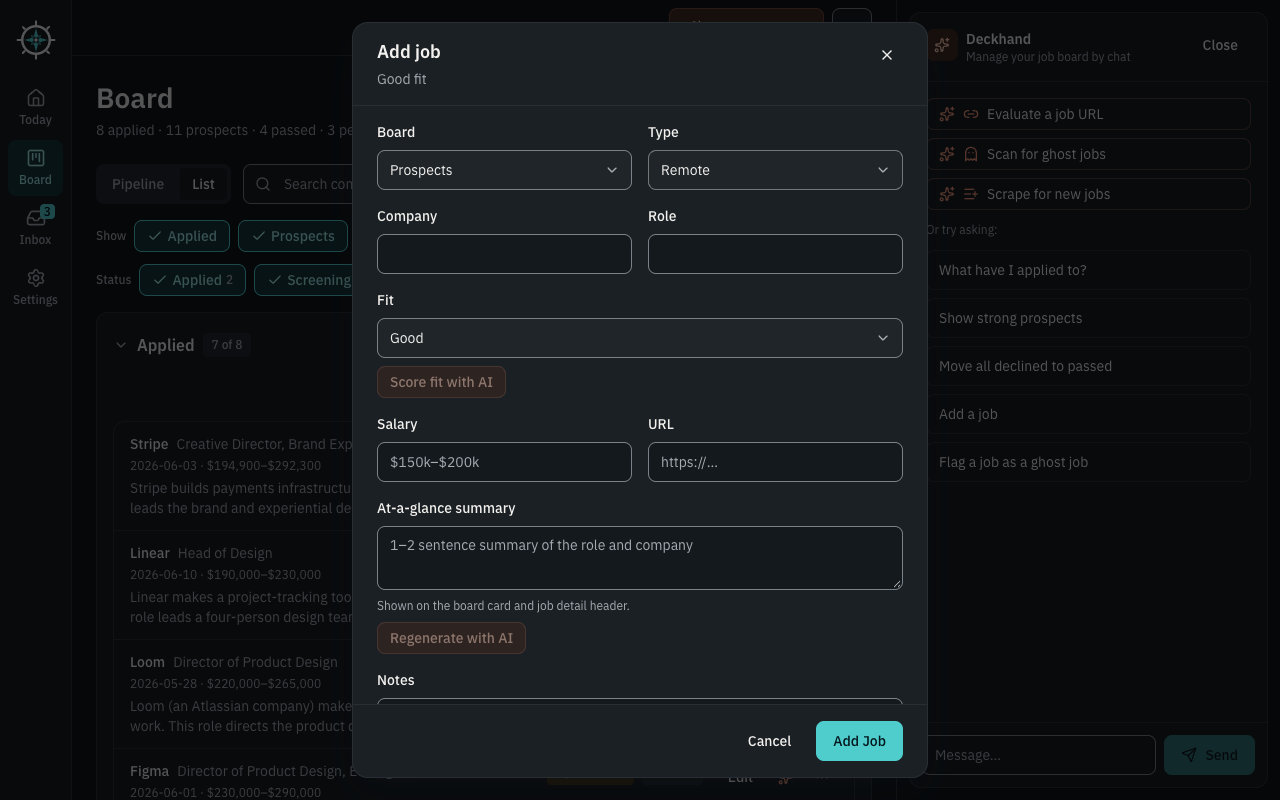 Today
Board
Inbox
3
Settings
Board
8 applied · 11 prospects · 4 passed · 3
Pipeline
List
Search
Show
Applied
Prospects
Status
Applied 2
Screening
Applied
7 of 8
Stripe Creative Director, Brand
2026-06-03 · $194,900–$292,300
Stripe builds payments
leads the brand and experiential
Linear Head of Design
2026-06-10 · $190,000–$230,000
Linear makes a project-tracking
role leads a four-person design
Loom Director of Product Design
2026-05-28 · $220,000–$265,000
Loom (an Atlassian company)
work. This role directs the product
Figma Director of Product Design,
2026-06-01 · $230,000–$290,000
Edit
Add job
Good fit
Board
Type
Prospects
Remote
Company
Role
Fit
Good
Score fit with AI
Salary
URL
$150k–$200k
https://...
At-a-glance summary
1–2 sentence summary of the role and company
Shown on the board card and job detail header.
Regenerate with AI
Notes
Cancel
Add Job
Deckhand
Manage your job board by chat
Close
Evaluate a job URL
Scan for ghost jobs
Scrape for new jobs
Or try asking:
What have I applied to?
Show strong prospects
Move all declined to passed
Add a job
Flag a job as a ghost job
Message...
Send